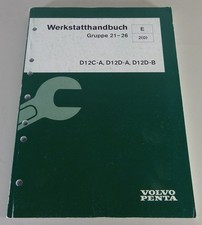 Werkstatthandbuch
Gruppe 21–26
E
D12C-A, D12D-A, D12D-B
VOLVO
PENTA